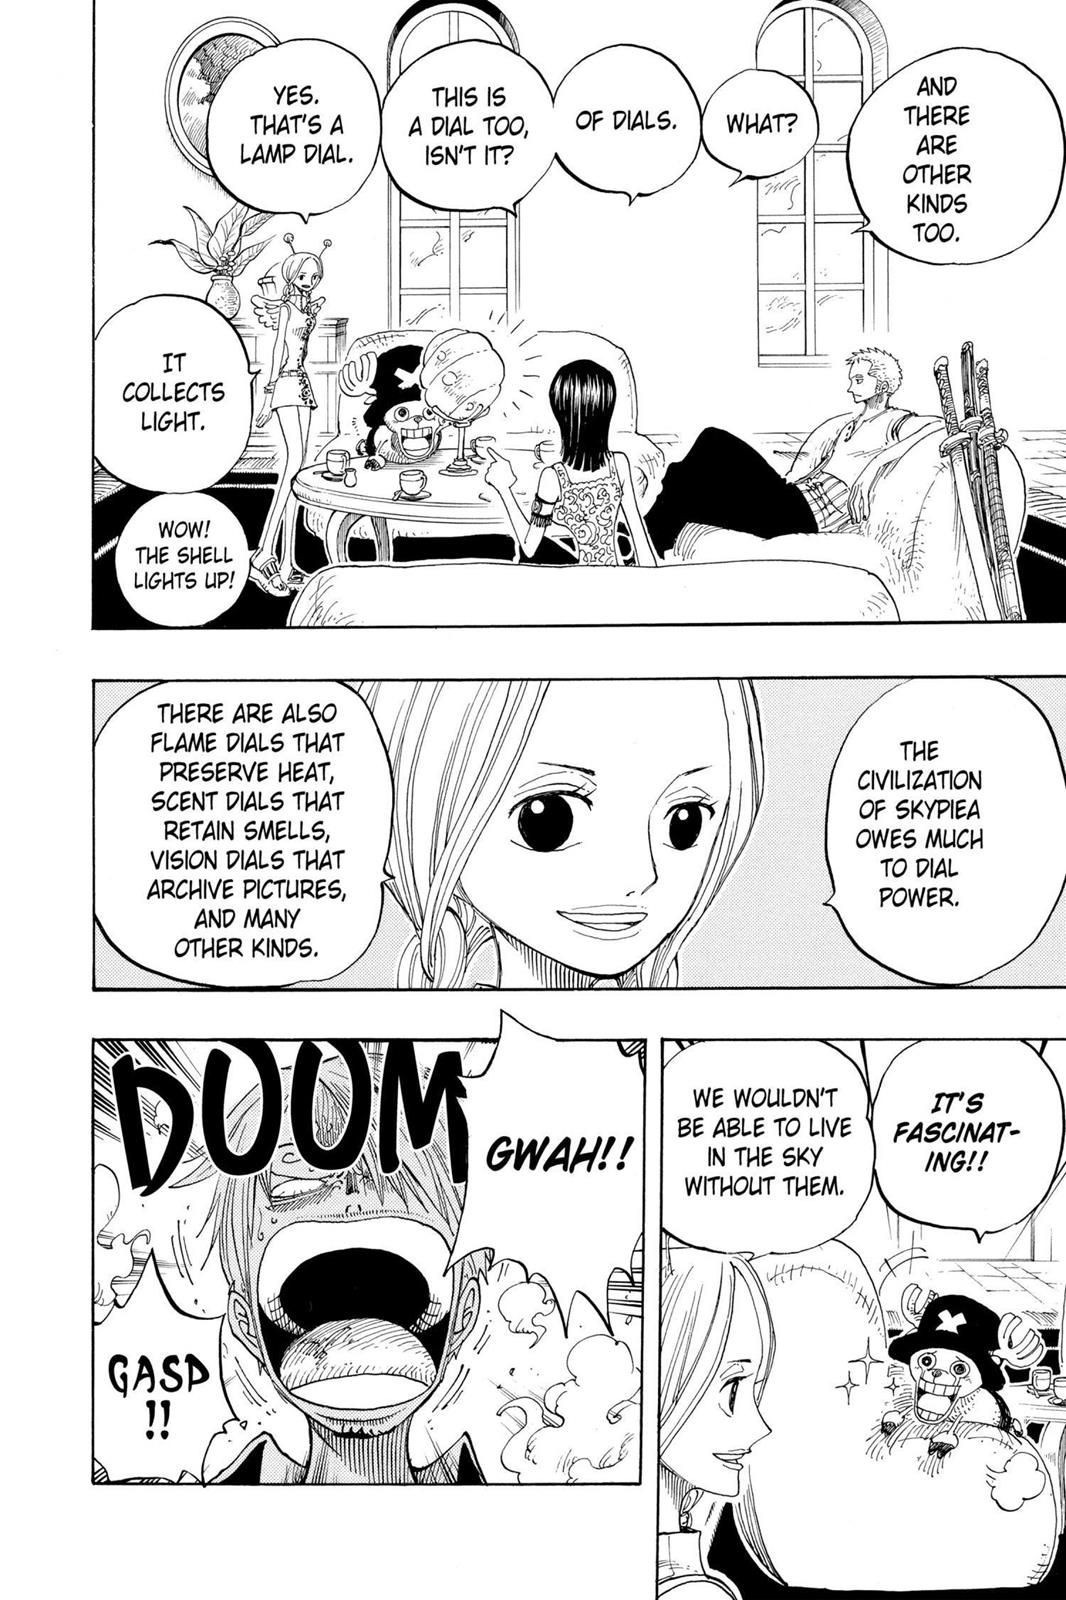 AND
THERE
ARE
OTHER
KINDS
TOO.
WHAT?
OF DIALS.
THIS IS
A DIAL TOO,
ISN'T IT?
YES.
THAT'S A
LAMP DIAL.
IT
COLLECTS
LIGHT.
WOW!
THE SHELL
LIGHTS UP!
THE
CIVILIZATION
OF SKYPIEA
OWES MUCH
TO DIAL
POWER.
THERE ARE ALSO
FLAME DIALS THAT
PRESERVE HEAT,
SCENT DIALS THAT
RETAIN SMELLS,
VISION DIALS THAT
ARCHIVE PICTURES,
AND MANY
OTHER KINDS.
IT'S
FASCINAT-
ING!!
WE WOULDN'T
BE ABLE TO LIVE
IN THE SKY
WITHOUT THEM.
GWAH!!
DOOM
GASP
!!